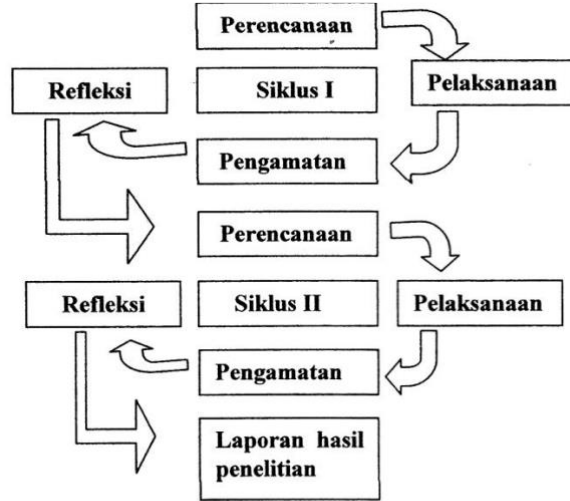 Perencanaan
Refleksi
Siklus I
Pelaksanaan
Pengamatan
Perencanaan
Refleksi
Siklus II
Pelaksanaan
Pengamatan
Laporan hasil
penelitian